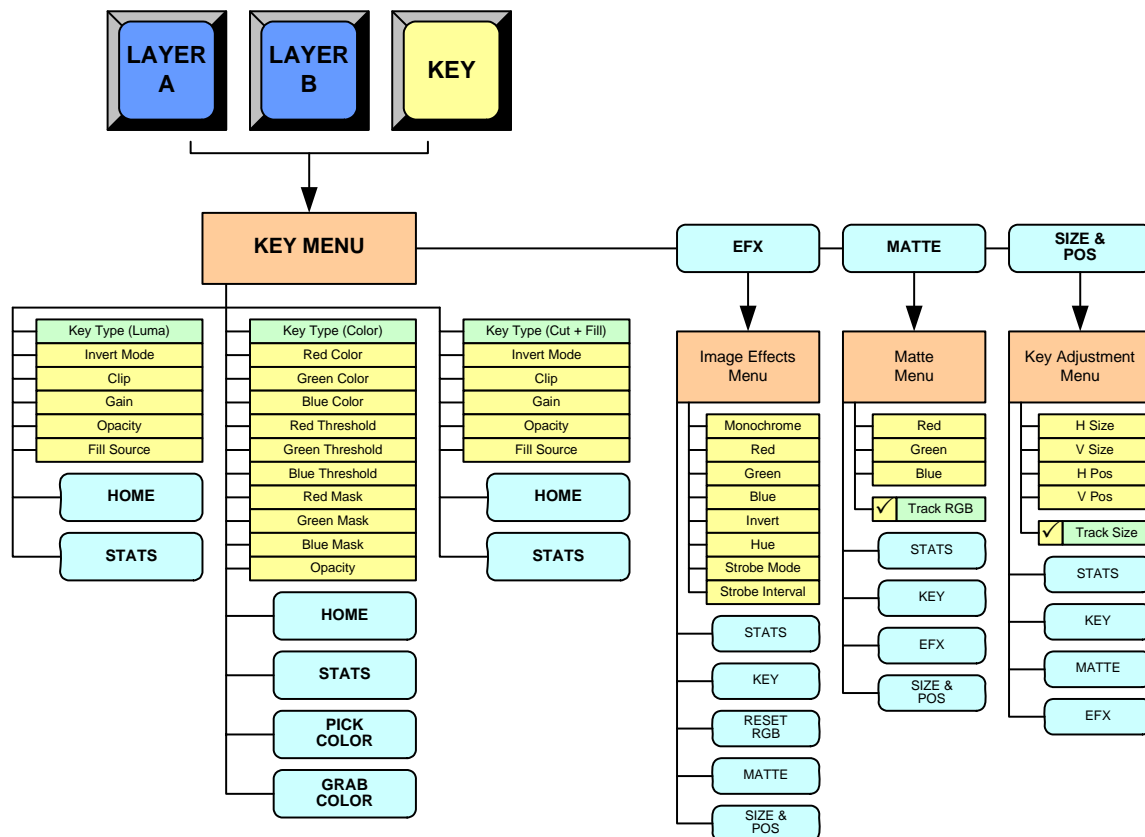 LAYER
A
LAYER
B
KEY
KEY MENU
EFX
MATTE
SIZE &
POS
Key Type (Luma)
Invert Mode
Clip
Gain
Opacity
Fill Source
HOME
STATS
Key Type (Color)
Red Color
Green Color
Blue Color
Red Threshold
Green Threshold
Blue Threshold
Red Mask
Green Mask
Blue Mask
Opacity
HOME
STATS
PICK
COLOR
GRAB
COLOR
Key Type (Cut + Fill)
Invert Mode
Clip
Gain
Opacity
Fill Source
HOME
STATS
Image Effects
Menu
Monochrome
Red
Green
Blue
Invert
Hue
Strobe Mode
Strobe Interval
STATS
KEY
RESET
RGB
MATTE
SIZE &
POS
Matte
Menu
Red
Green
Blue
Track RGB
STATS
KEY
EFX
SIZE &
POS
Key Adjustment
Menu
H Size
V Size
H Pos
V Pos
Track Size
STATS
KEY
MATTE
EFX